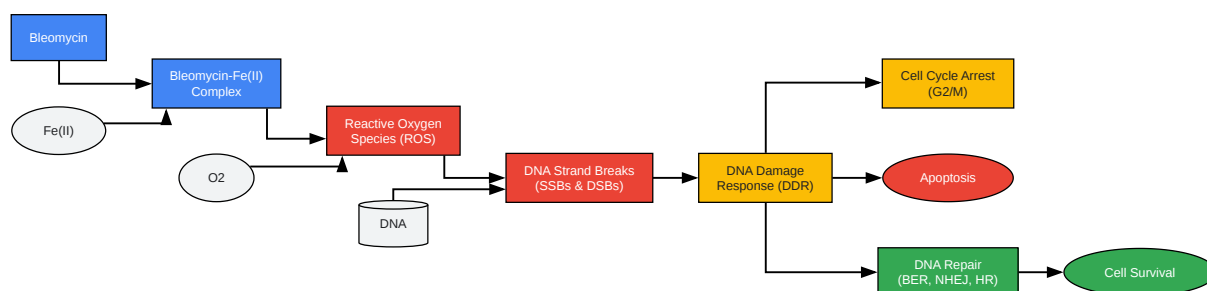 Bleomycin
Bleomycin-Fe(II)
Complex
Fe(II)
Reactive Oxygen
Species (ROS)
O2
DNA Strand Breaks
(SSBs & DSBs)
DNA
DNA Damage
Response (DDR)
Cell Cycle Arrest
(G2/M)
Apoptosis
DNA Repair
(BER, NHEJ, HR)
Cell Survival